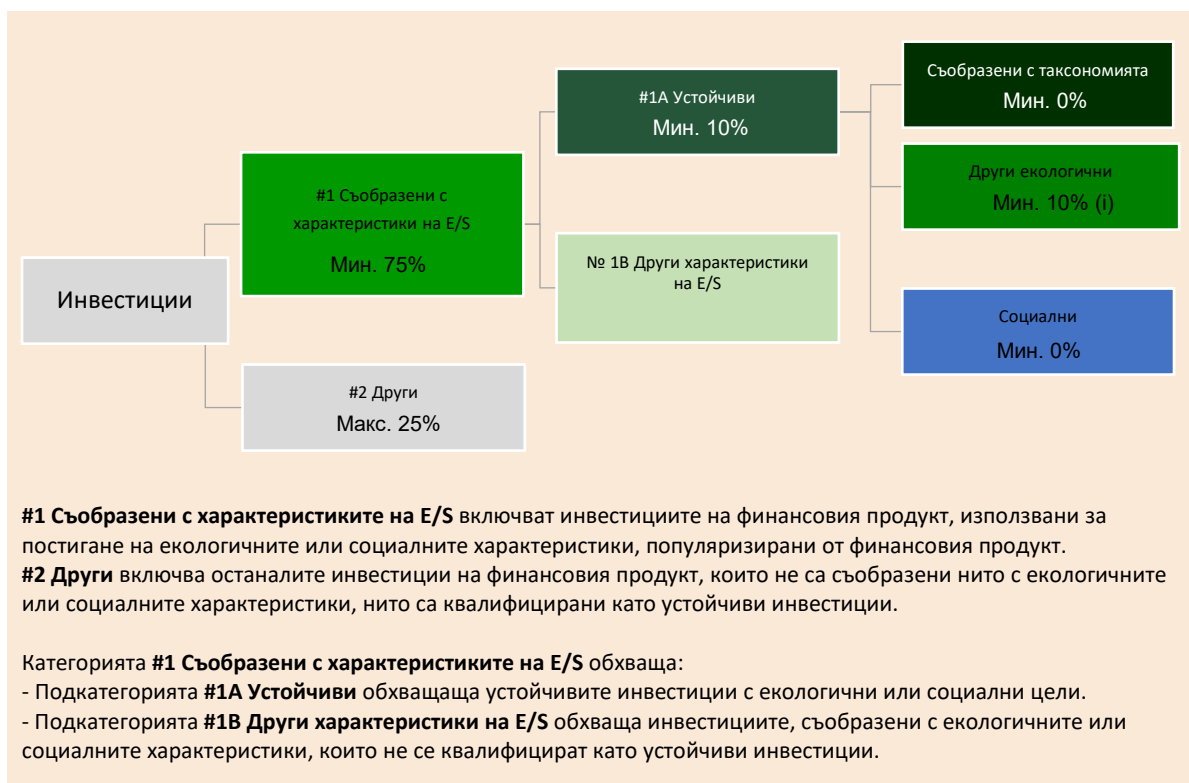 Инвестиции
#1 Съобразени с
характеристики на E/S
Мин. 75%
#2 Други
Макс. 25%
#1А Устойчиви
Мин. 10%
№ 1В Други характеристики
на E/S
Съобразени с таксономията
Мин. 0%
Други екологични
Мин. 10% (i)
Социални
Мин. 0%
#1 Съобразени с характеристиките на E/S включват инвестициите на финансовия продукт, използвани за
постигане на екологичните или социалните характеристики, популяризирани от финансовия продукт.
#2 Други включва останалите инвестиции на финансовия продукт, които не са съобразени нито с екологичните
или социалните характеристики, нито са квалифицирани като устойчиви инвестиции.
Категорията #1 Съобразени с характеристиките на E/S обхваща:
- Подкатегорията #1А Устойчиви обхващаща устойчивите инвестиции с екологични или социални цели.
- Подкатегорията #1В Други характеристики на E/S обхваща инвестициите, съобразени с екологичните или
социалните характеристики, които не се квалифицират като устойчиви инвестиции.